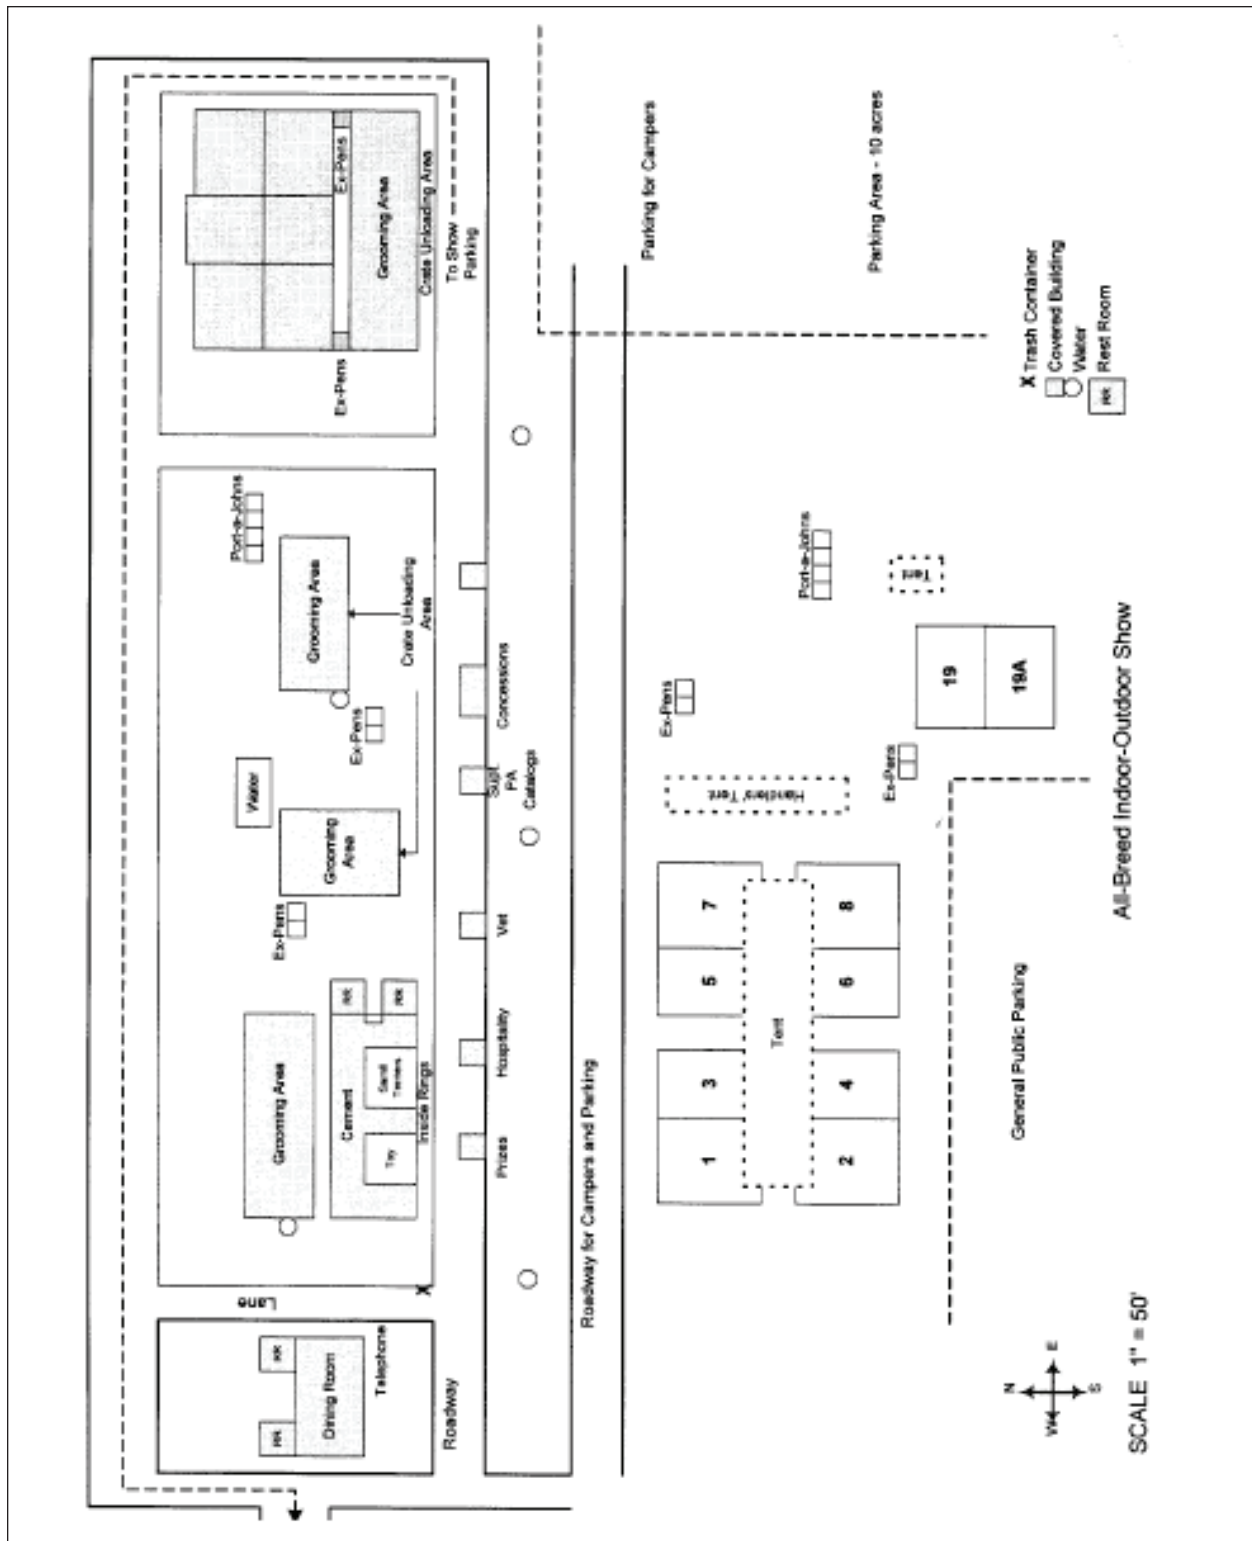 Lane
Port-a-Johns
Water
RR
RR
Grooming Area
Ex-Pens
Dining Room
Grooming
Area
Grooming Area
Ex-Pens
Ex-Pens
Cement
RR
RR
Ex-Pens
Telephone
Toy
Small
Terriers
Grooming Area
Inside Rings
X
Crate Unloading
Area
Crate Unloading Area
Roadway
To Show
Parking
Prizes
Hospitality
Vet
Supt.
PA
Catalogs
Concessions
Roadway for Campers and Parking
Parking for Campers
Ex-Pens
1
3
5
7
Handlers' Tent
Tent
Port-a-Johns
2
4
6
8
Ex-Pens
Tent
Parking Area - 10 acres
19
19A
General Public Parking
N
W
E
S
X Trash Container
Covered Building
Water
RR
Rest Room
SCALE 1" = 50'
All-Breed Indoor-Outdoor Show